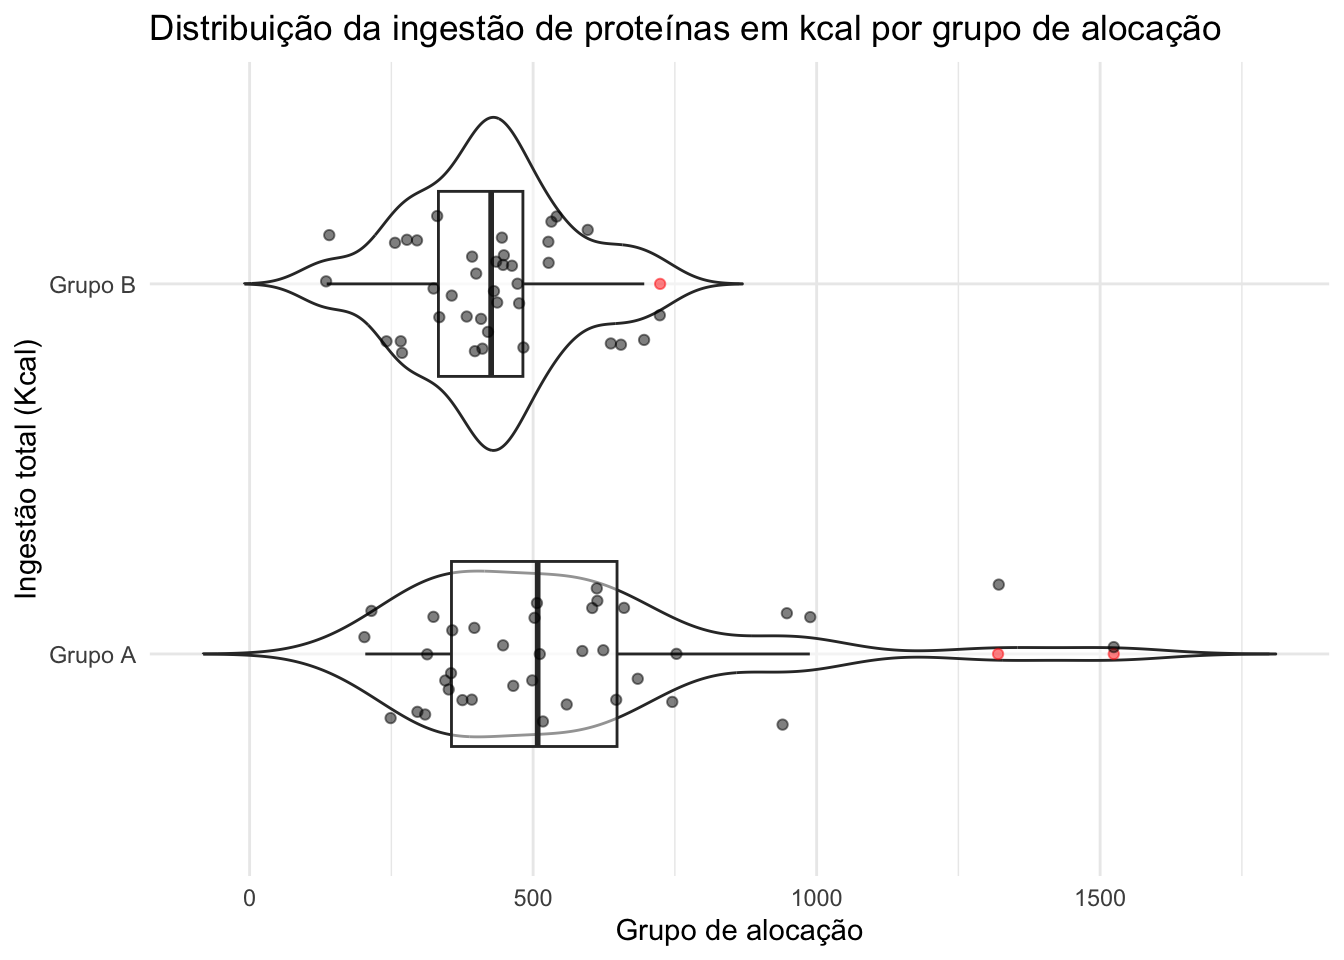 Distribuição da ingestão de proteínas em kcal por grupo de alocação
Ingestão total (Kcal)
Grupo B
Grupo A
0 500 1000 1500
Grupo de alocação